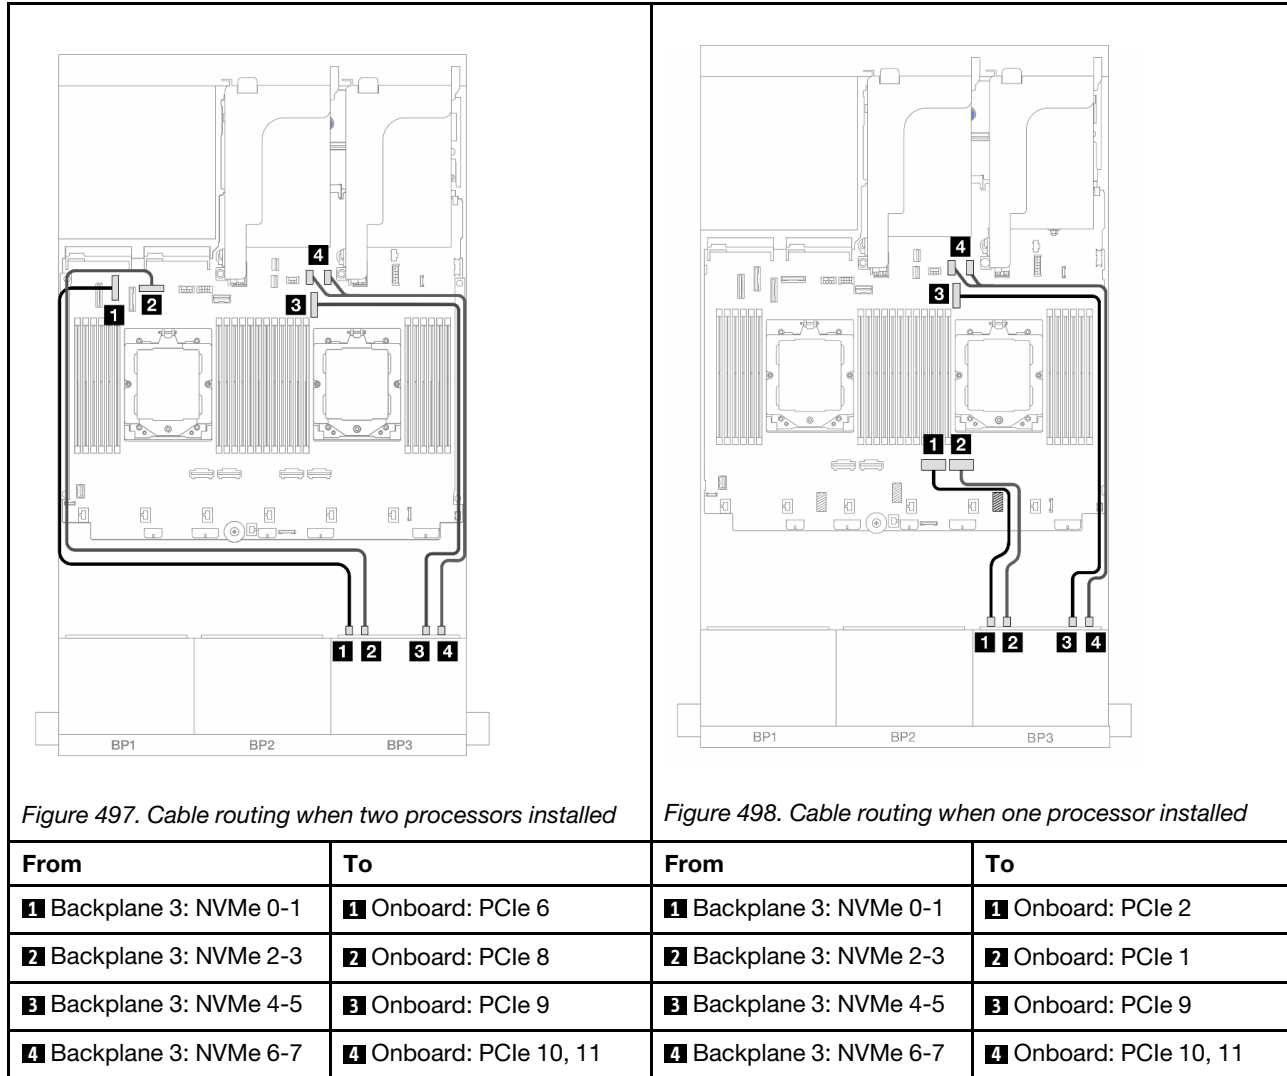 4
3
1
2
1 2 3 4
BP1 BP2 BP3
Figure 497. Cable routing when two processors installed
4
3
1 2
1 2 3 4
BP1 BP2 BP3
Figure 498. Cable routing when one processor installed
From To From To
1 Backplane 3: NVMe 0-1 1 Onboard: PCIe 6 1 Backplane 3: NVMe 0-1 1 Onboard: PCIe 2
2 Backplane 3: NVMe 2-3 2 Onboard: PCIe 8 2 Backplane 3: NVMe 2-3 2 Onboard: PCIe 1
3 Backplane 3: NVMe 4-5 3 Onboard: PCIe 9 3 Backplane 3: NVMe 4-5 3 Onboard: PCIe 9
4 Backplane 3: NVMe 6-7 4 Onboard: PCIe 10, 11 4 Backplane 3: NVMe 6-7 4 Onboard: PCIe 10, 11